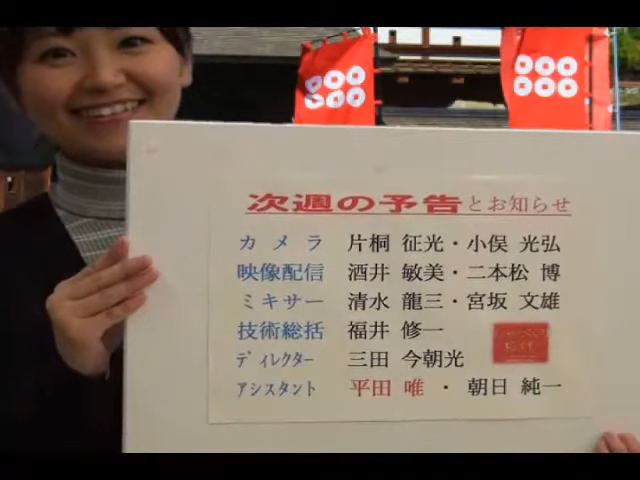 次週の予告とお知らせ
カメラ 片桐 征光・小俣 光弘
映像配信 酒井 敏美・二本松 博
ミキサー 清水 龍三・宮坂 文雄
技術総括 福井 修一
ディレクター 三田 今朝光
アシスタント 平田 唯・朝日 純一